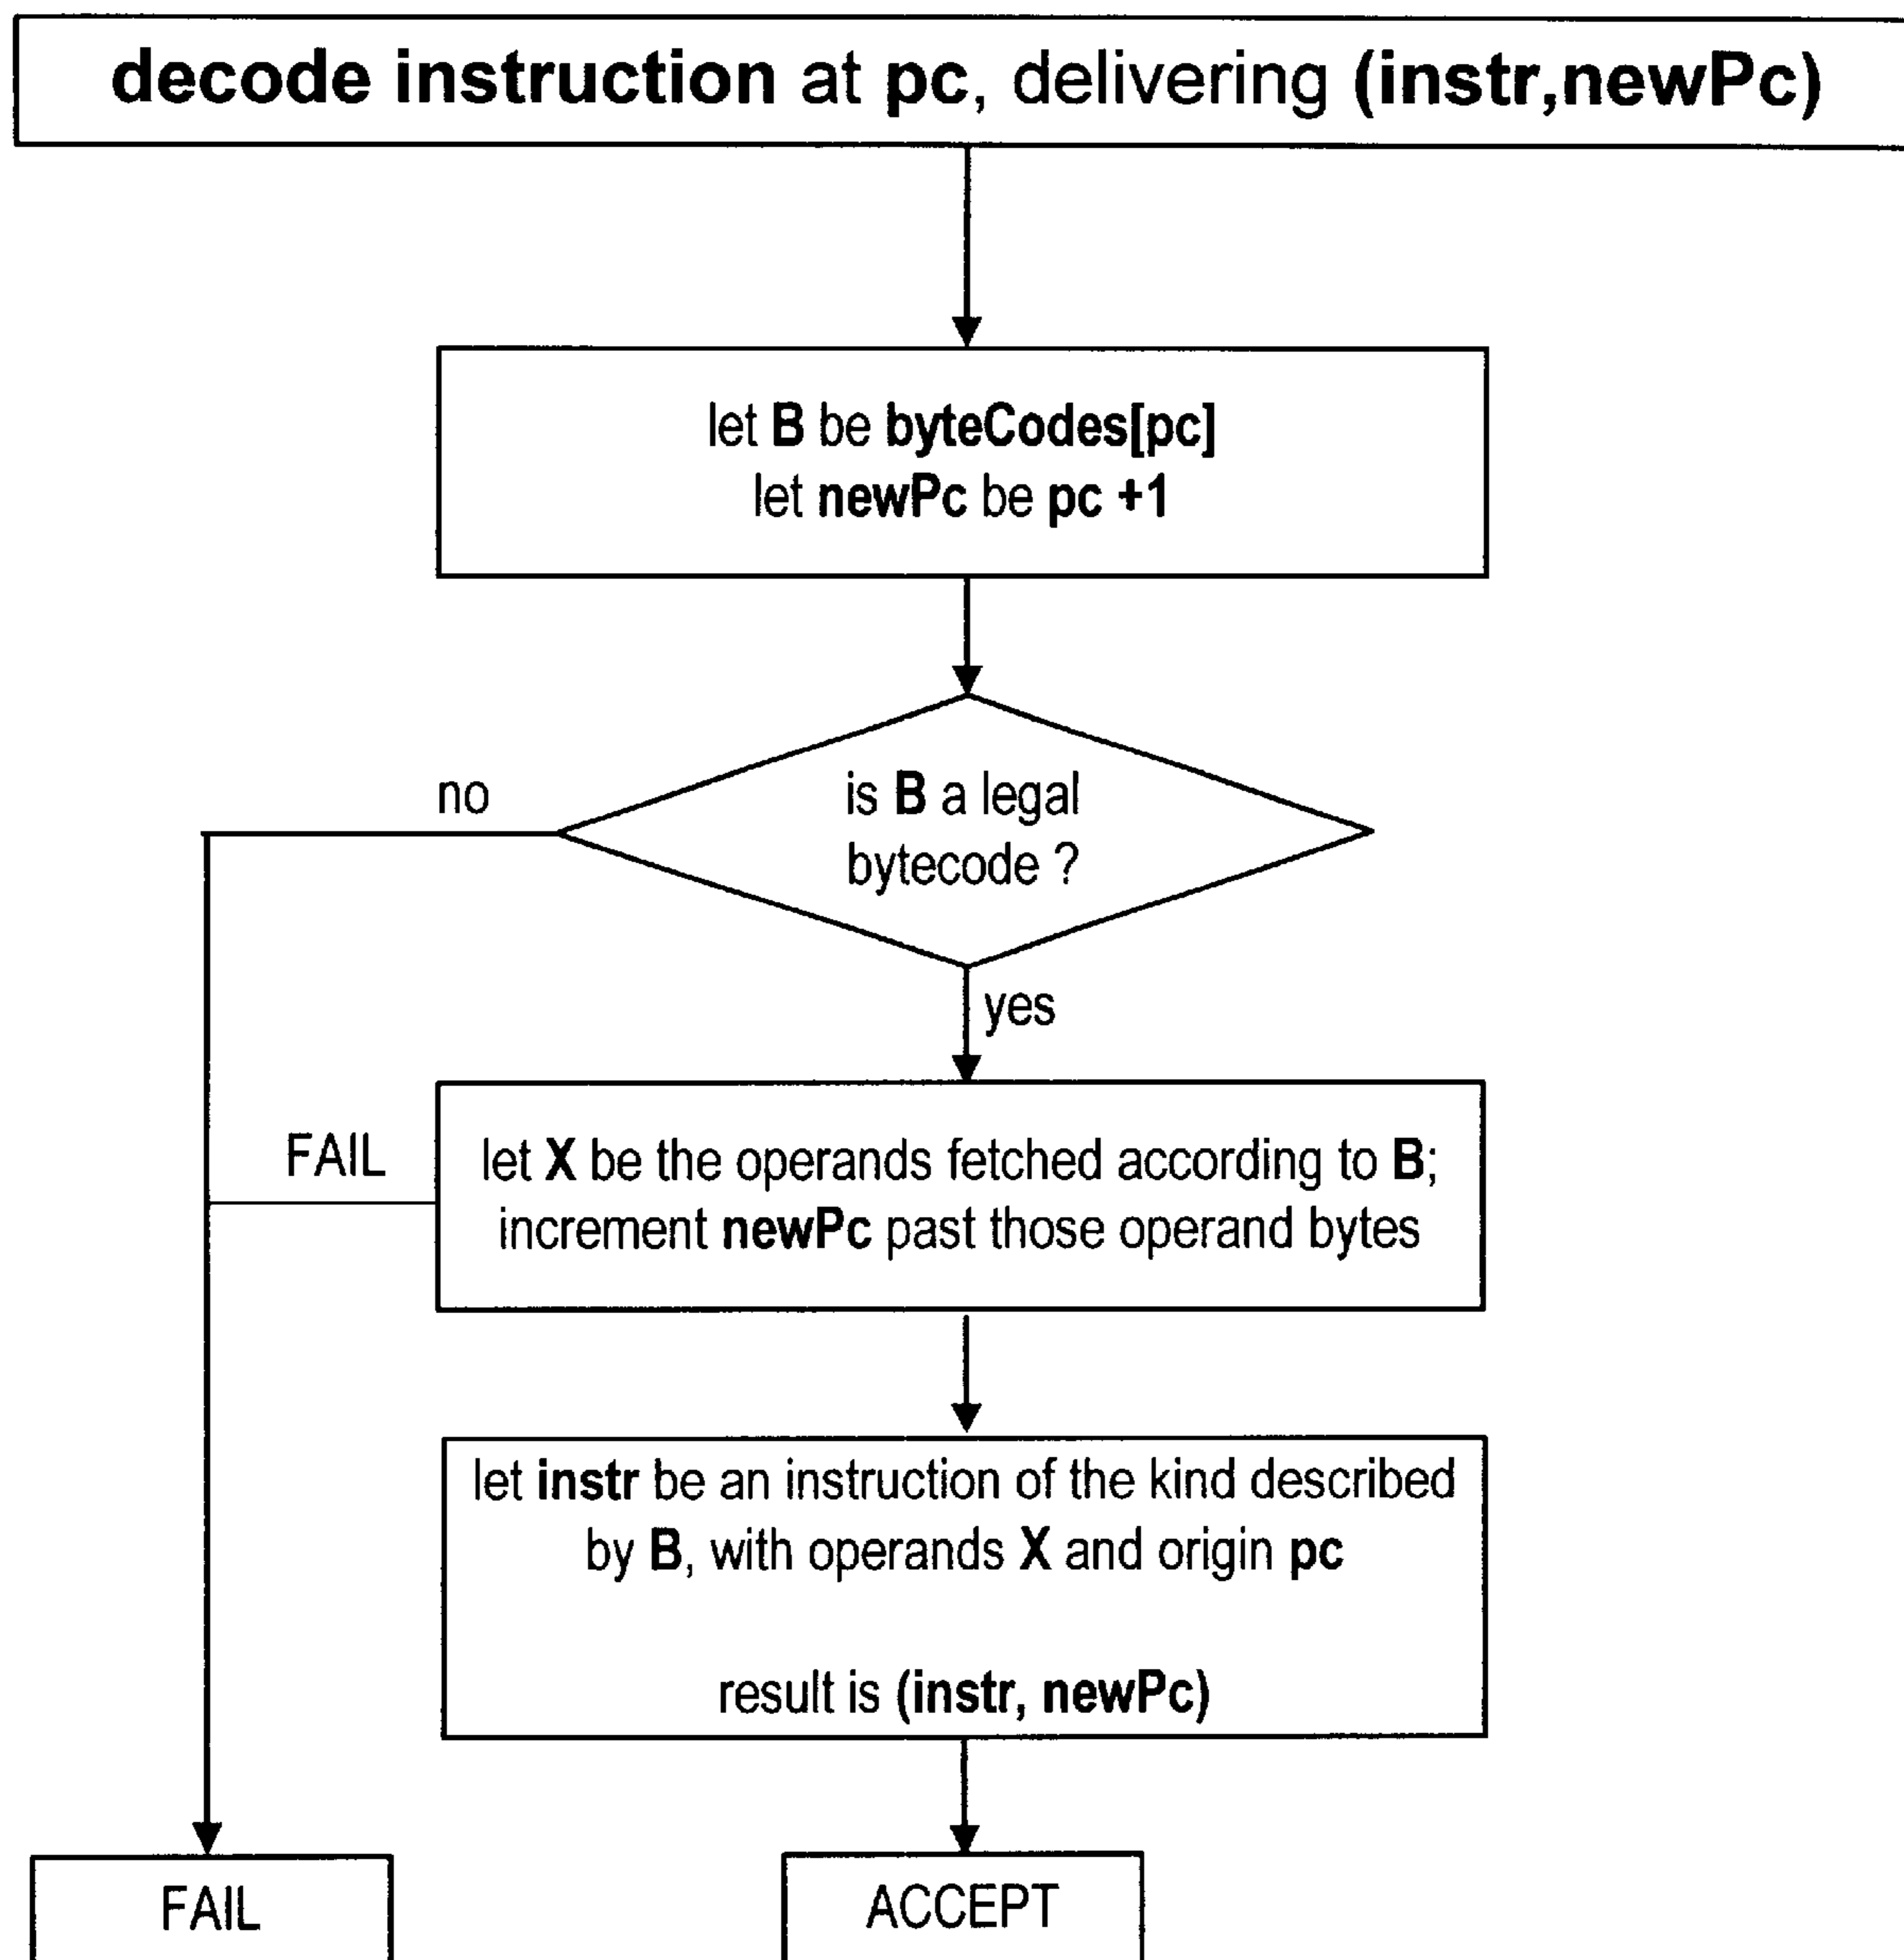 decode instruction at pc, delivering (instr,newPc)
let B be byteCodes[pc]
let newPc be pc +1
is B a legal
bytecode ?
no
yes
FAIL
let X be the operands fetched according to B;
increment newPc past those operand bytes
let instr be an instruction of the kind described
by B, with operands X and origin pc
result is (instr, newPc)
FAIL
ACCEPT